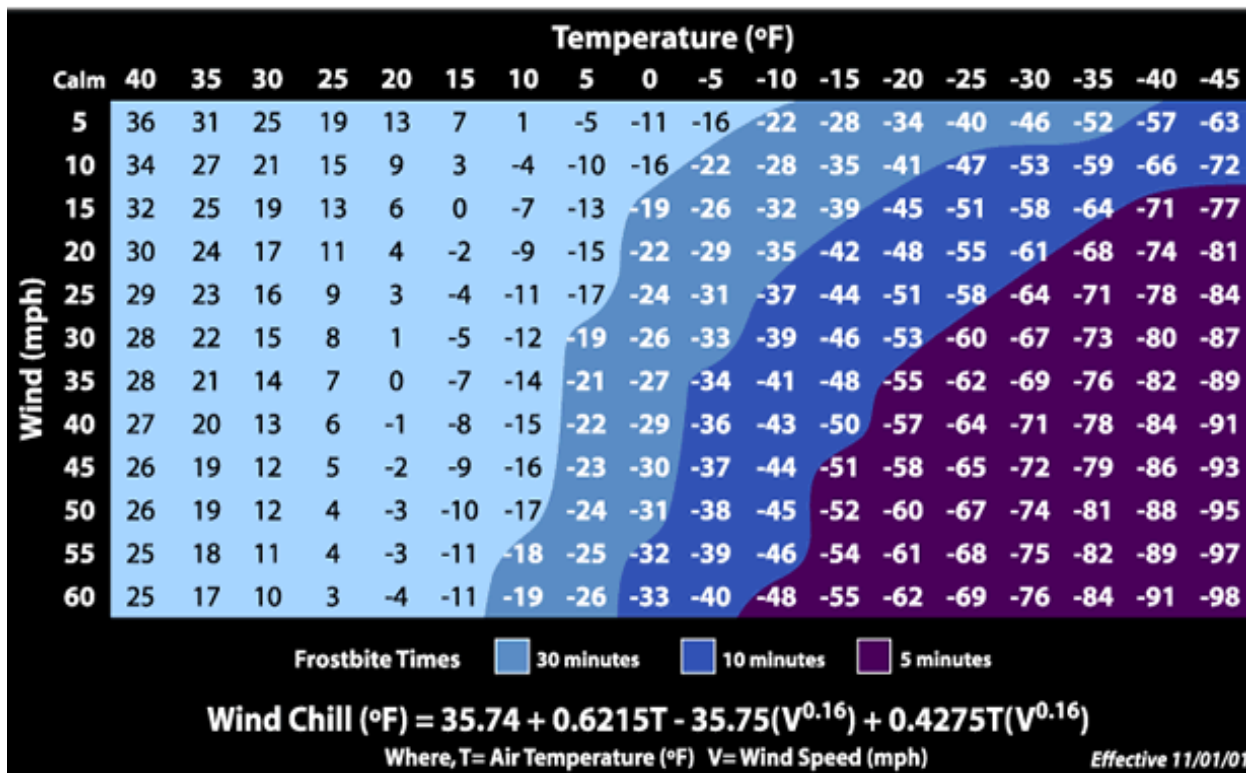 Temperature (ºF)
Calm 40 35 30 25 20 15 10 5 0 -5 -10 -15 -20 -25 -30 -35 -40 -45
5 36 31 25 19 13 7 1 -5 -11 -16 -22 -28 -34 -40 -46 -52 -57 -63
10 34 27 21 15 9 3 -4 -10 -16 -22 -28 -35 -41 -47 -53 -59 -66 -72
15 32 25 19 13 6 0 -7 -13 -19 -26 -32 -39 -45 -51 -58 -64 -71 -77
20 30 24 17 11 4 -2 -9 -15 -22 -29 -35 -42 -48 -55 -61 -68 -74 -81
25 29 23 16 9 3 -4 -11 -17 -24 -31 -37 -44 -51 -58 -64 -71 -78 -84
30 28 22 15 8 1 -5 -12 -19 -26 -33 -39 -46 -53 -60 -67 -73 -80 -87
35 28 21 14 7 0 -7 -14 -21 -27 -34 -41 -48 -55 -62 -69 -76 -82 -89
40 27 20 13 6 -1 -8 -15 -22 -29 -36 -43 -50 -57 -64 -71 -78 -84 -91
45 26 19 12 5 -2 -9 -16 -23 -30 -37 -44 -51 -58 -65 -72 -79 -86 -93
50 26 19 12 4 -3 -10 -17 -24 -31 -38 -45 -52 -60 -67 -74 -81 -88 -95
55 25 18 11 4 -3 -11 -18 -25 -32 -39 -46 -54 -61 -68 -75 -82 -89 -97
60 25 17 10 3 -4 -11 -19 -26 -33 -40 -48 -55 -62 -69 -76 -84 -91 -98
Wind (mph)
Frostbite Times 30 minutes 10 minutes 5 minutes
Wind Chill (ºF) = 35.74 + 0.6215T - 35.75(V^0.16) + 0.4275T(V^0.16)
Where, T= Air Temperature (ºF) V= Wind Speed (mph) Effective 11/01/01